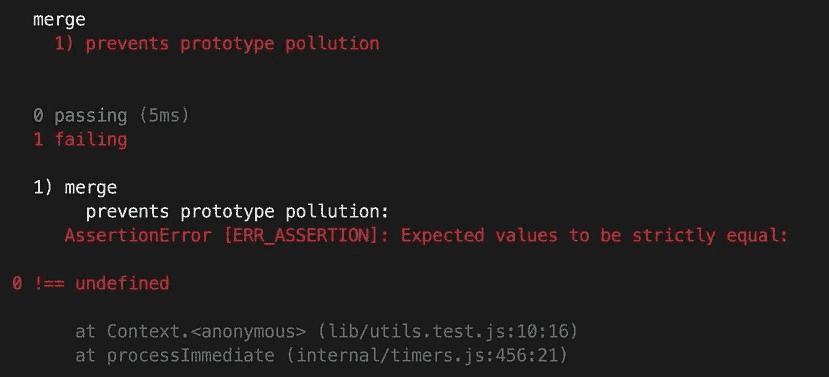 merge
1) prevents prototype pollution
0 passing (5ms)
1 failing
1) merge
prevents prototype pollution:
AssertionError [ERR_ASSERTION]: Expected values to be strictly equal:
0 !== undefined
at Context.<anonymous> (lib/utils.test.js:10:16)
at processImmediate (internal/timers.js:456:21)